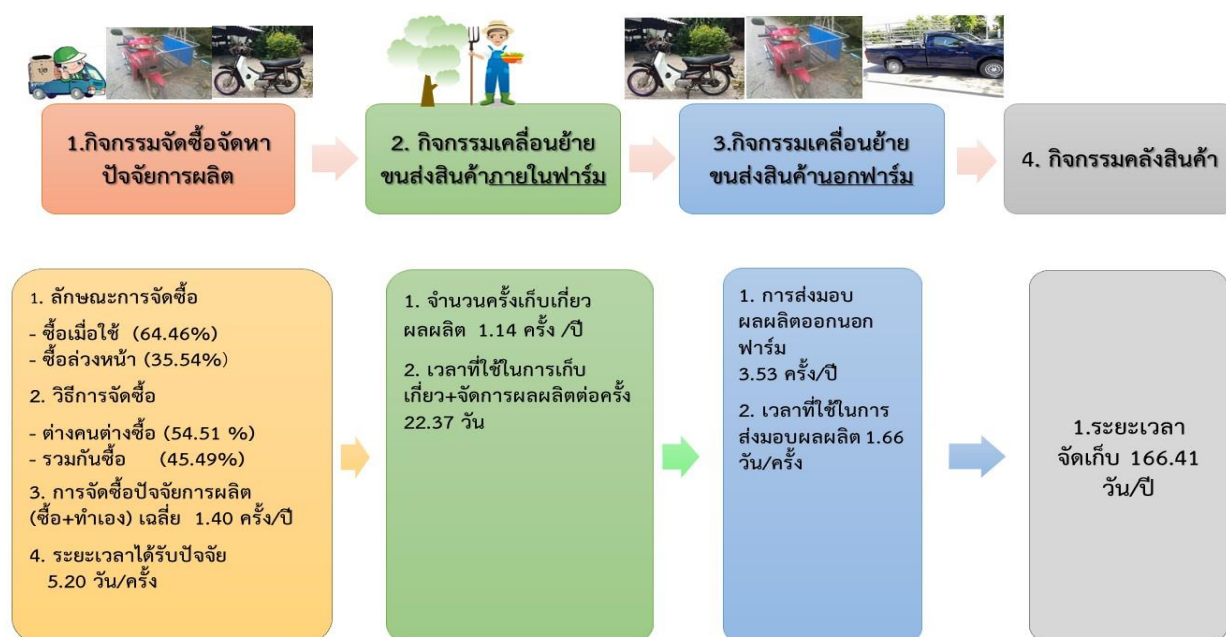 1.กิจกรรมจัดซื้อจัดหา
ปัจจัยการผลิต
2. กิจกรรมเคลื่อนย้าย
ขนส่งสินค้าภายในฟาร์ม
3.กิจกรรมเคลื่อนย้าย
ขนส่งสินค้านอกฟาร์ม
4. กิจกรรมคลังสินค้า
1. ลักษณะการจัดซื้อ
- ซื้อเมื่อใช้ (64.46%)
- ซื้อล่วงหน้า (35.54%)
2. วิธีการจัดซื้อ
- ต่างคนต่างซื้อ (54.51 %)
- รวมกันซื้อ (45.49%)
3. การจัดซื้อปัจจัยการผลิต
(ซื้อ+ทำเอง) เฉลี่ย 1.40 ครั้ง/ปี
4. ระยะเวลาได้รับปัจจัย
5.20 วัน/ครั้ง
1. จำนวนครั้งเก็บเกี่ยว
ผลผลิต 1.14 ครั้ง /ปี
2. เวลาที่ใช้ในการเก็บ
เกี่ยว+จัดการผลผลิตต่อครั้ง
22.37 วัน
1. การส่งมอบ
ผลผลิตออกนอก
ฟาร์ม
3.53 ครั้ง/ปี
2. เวลาที่ใช้ในการ
ส่งมอบผลผลิต 1.66
วัน/ครั้ง
1.ระยะเวลา
จัดเก็บ 166.41
วัน/ปี